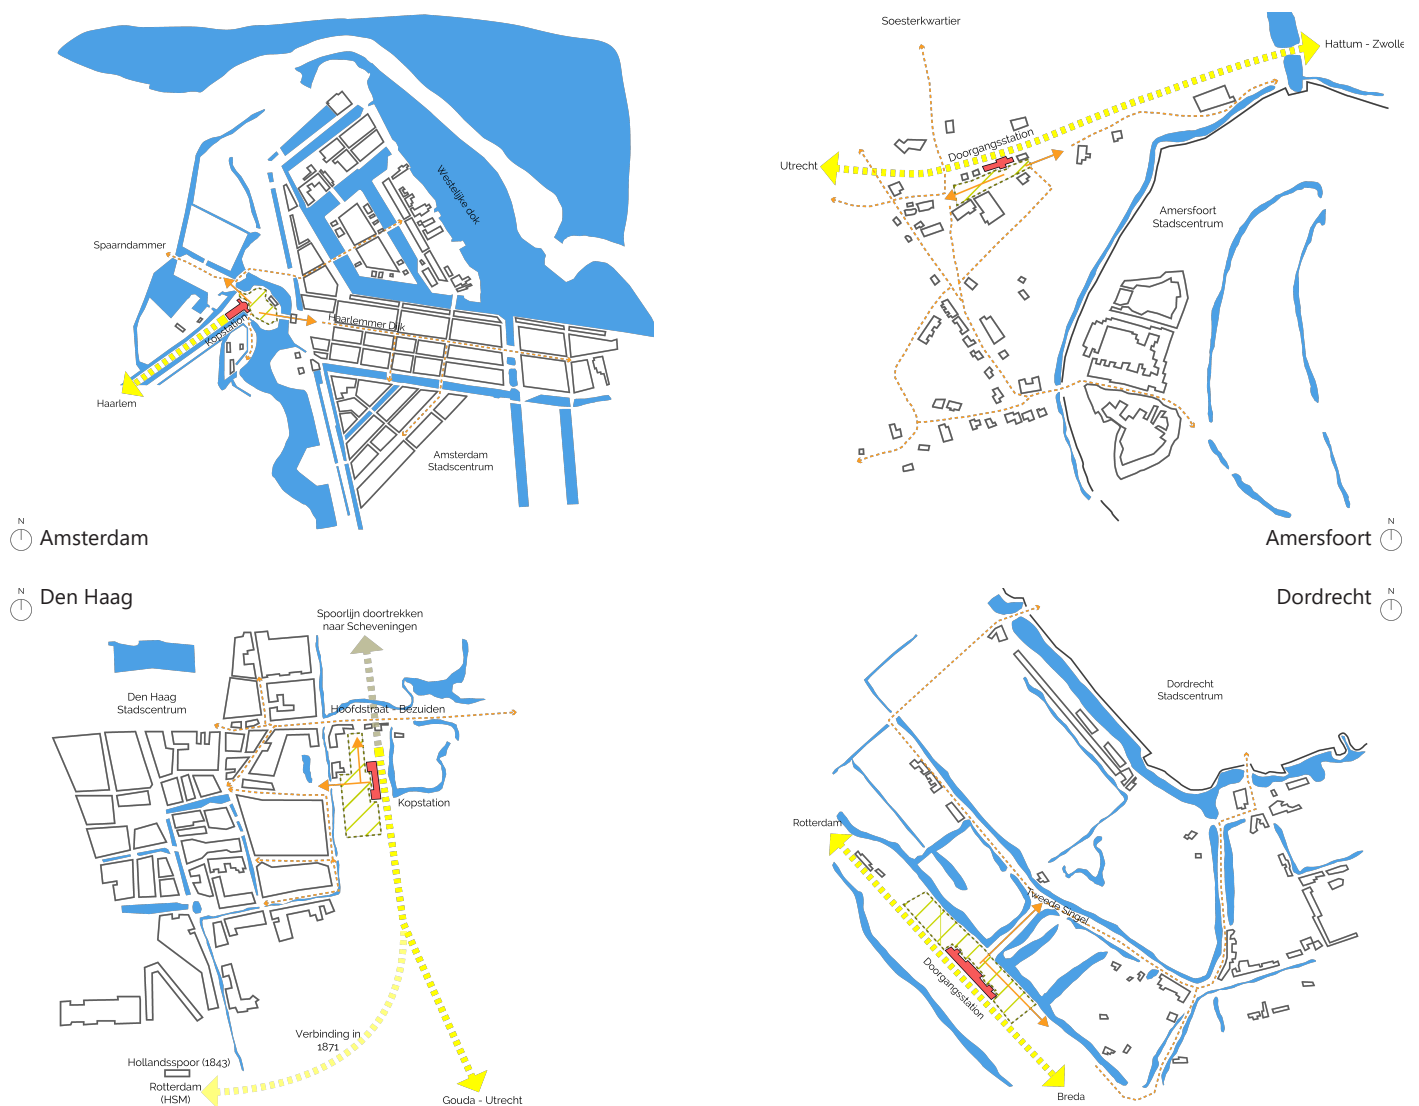 Spaarndammer
Westelijke dok
Haarlemmer Dijk
Kopstation
Haarlem
Amsterdam
Stadscentrum
N
Amsterdam
Soesterkwartier
Hattum - Zwolle
Doorgangsstation
Utrecht
Amersfoort
Stadscentrum
Amersfoort
N
N
Den Haag
Spoorlijn doortrekken
naar Scheveningen
Den Haag
Stadscentrum
Hoofdstraat - Bezuiden
Kopstation
Verbinding in
1871
Hollandsspoor (1843)
Rotterdam
(HSM)
Gouda - Utrecht
Dordrecht
N
Dordrecht
Stadscentrum
Rotterdam
Tweede Singel
Doorgangsstation
Breda